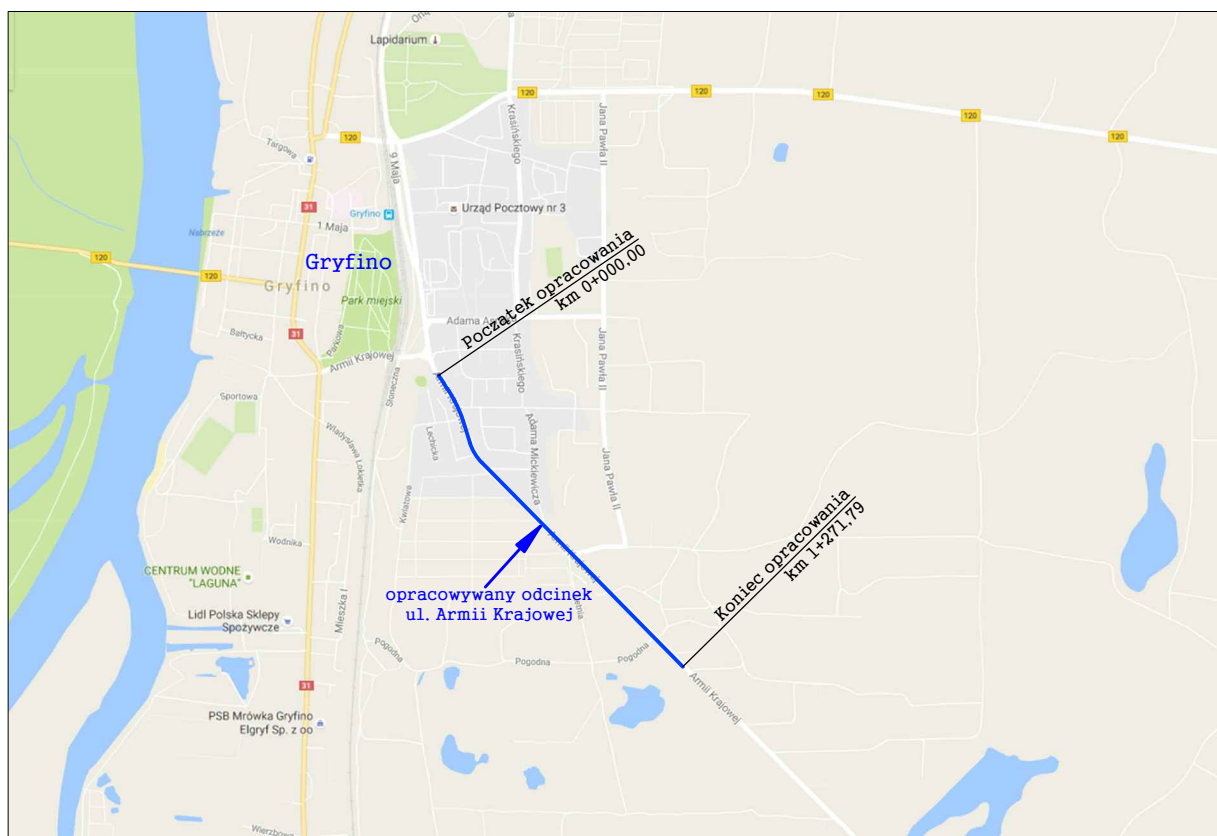 Lapidarium
120
120
120
120
120
120
Krasińskiego
Jana Pawła II
Targowa
9 Maja
31
Urząd Pocztowy nr 3
Gryfino
1 Maja
Nabrzeże
120
120
Gryfino
Gryfino
Park miejski
Początek opracowania
km 0+000,00
Adama
31
Bałtycka
Parkowa
Armii Krajowej
Krasińskiego
Jana Pawła II
Słoneczna
Sportowa
Władysława Łokietka
Lechicka
Adama Mickiewicza
Jana Pawła II
Kwiatowa
Wodnika
Armii Krajowej
Koniec opracowania
km 1+271,79
CENTRUM WODNE
"LAGUNA"
opracowywany odcinek
ul. Armii Krajowej
Lidl Polska Sklepy
Spożywcze
Mieszka I
Pogodna
Pogodna
Pogodna
31
Armii Krajowej
PSB Mrówka Gryfino
Elgryf Sp. z oo